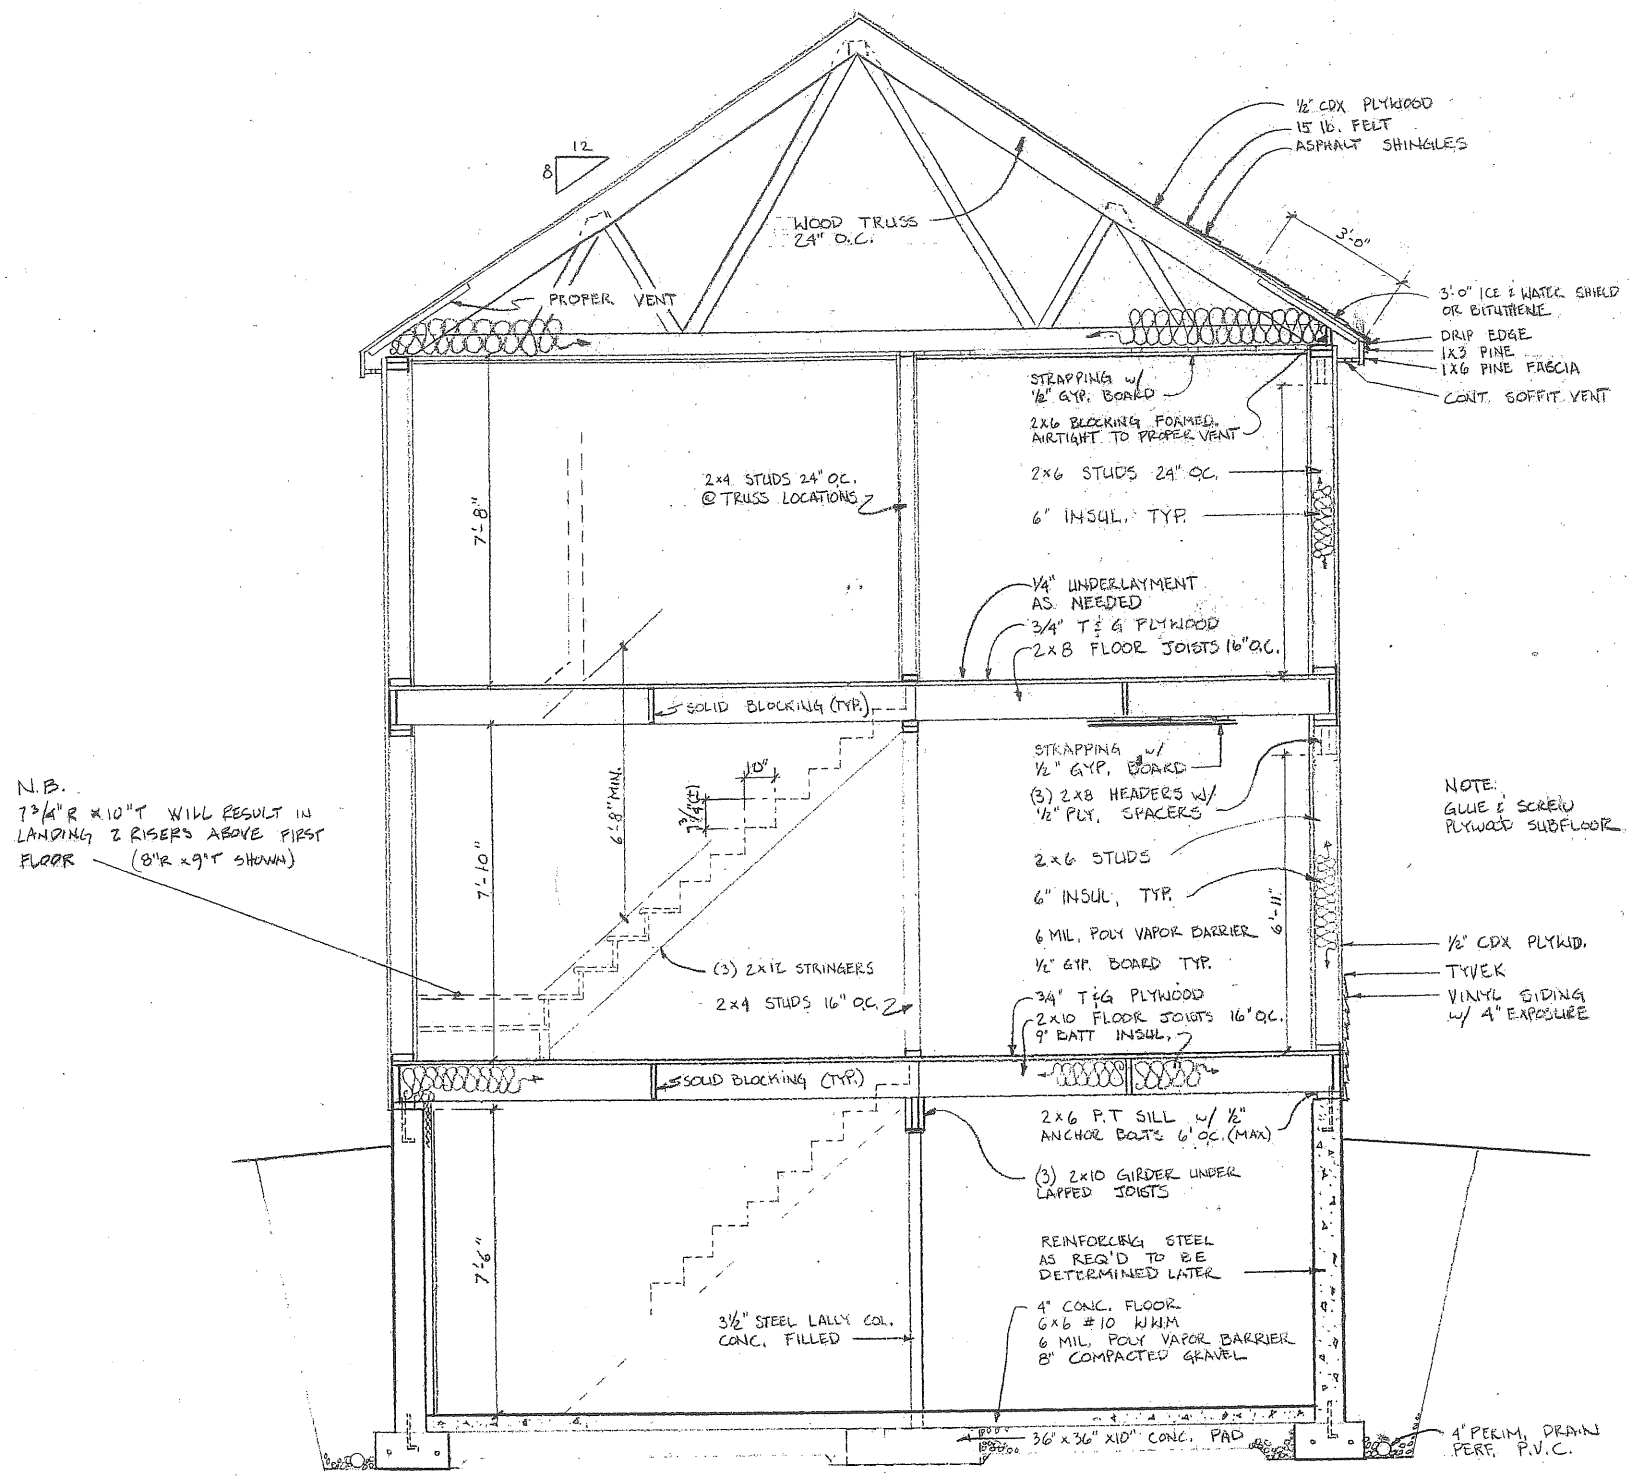 ½" CDX PLYWOOD
15 lb. FELT
ASPHALT SHINGLES
12
8
WOOD TRUSS
24" O.C.
3'-0"
PROPER VENT
3'-0" ICE & WATER SHIELD
OR BITUTHENE
DRIP EDGE
1X3 PINE
1X6 PINE FASCIA
CONT. SOFFIT VENT
STRAPPING w/
½" GYP. BOARD
2X6 BLOCKING FOAMED
AIRTIGHT TO PROPER VENT
2X4 STUDS 24" O.C.
@ TRUSS LOCATIONS
2X6 STUDS 24" O.C.
6" INSUL. TYP.
7'-8"
¼" UNDERLAYMENT
AS NEEDED
3/4" T & G PLYWOOD
2X8 FLOOR JOISTS 16" O.C.
SOLID BLOCKING (TYP.)
STRAPPING w/
½" GYP. BOARD
(3) 2X8 HEADERS w/
½" PLY. SPACERS
10"
7¾"(±)
6'-8" MIN.
N.B.
7¾"R X 10"T WILL RESULT IN
LANDING 2 RISERS ABOVE FIRST
FLOOR (8"R X 9"T SHOWN)
NOTE:
GLUE & SCREW
PLYWOOD SUBFLOOR
7'-10"
2X6 STUDS
6" INSUL, TYP.
6'-11"
6 MIL. POLY VAPOR BARRIER
½" GYP. BOARD TYP.
½" CDX PLYWD.
TYVEK
VINYL SIDING
w/ 4" EXPOSURE
(3) 2X12 STRINGERS
2X4 STUDS 16" O.C.
3/4" T&G PLYWOOD
2X10 FLOOR JOISTS 16" O.C.
9" BATT INSUL.
SOLID BLOCKING (TYP.)
2X6 P.T SILL w/ ½"
ANCHOR BOLTS 6' O.C. (MAX)
(3) 2X10 GIRDER UNDER
LAPPED JOISTS
7'-6"
REINFORCING STEEL
AS REQ'D TO BE
DETERMINED LATER
3½" STEEL LALLY COL.
CONC. FILLED
4" CONC. FLOOR
6X6 #10 WWM
6 MIL. POLY VAPOR BARRIER
8" COMPACTED GRAVEL
36" X 36" X 10" CONC. PAD
4" PERIM. DRAIN
PERF. P.V.C.